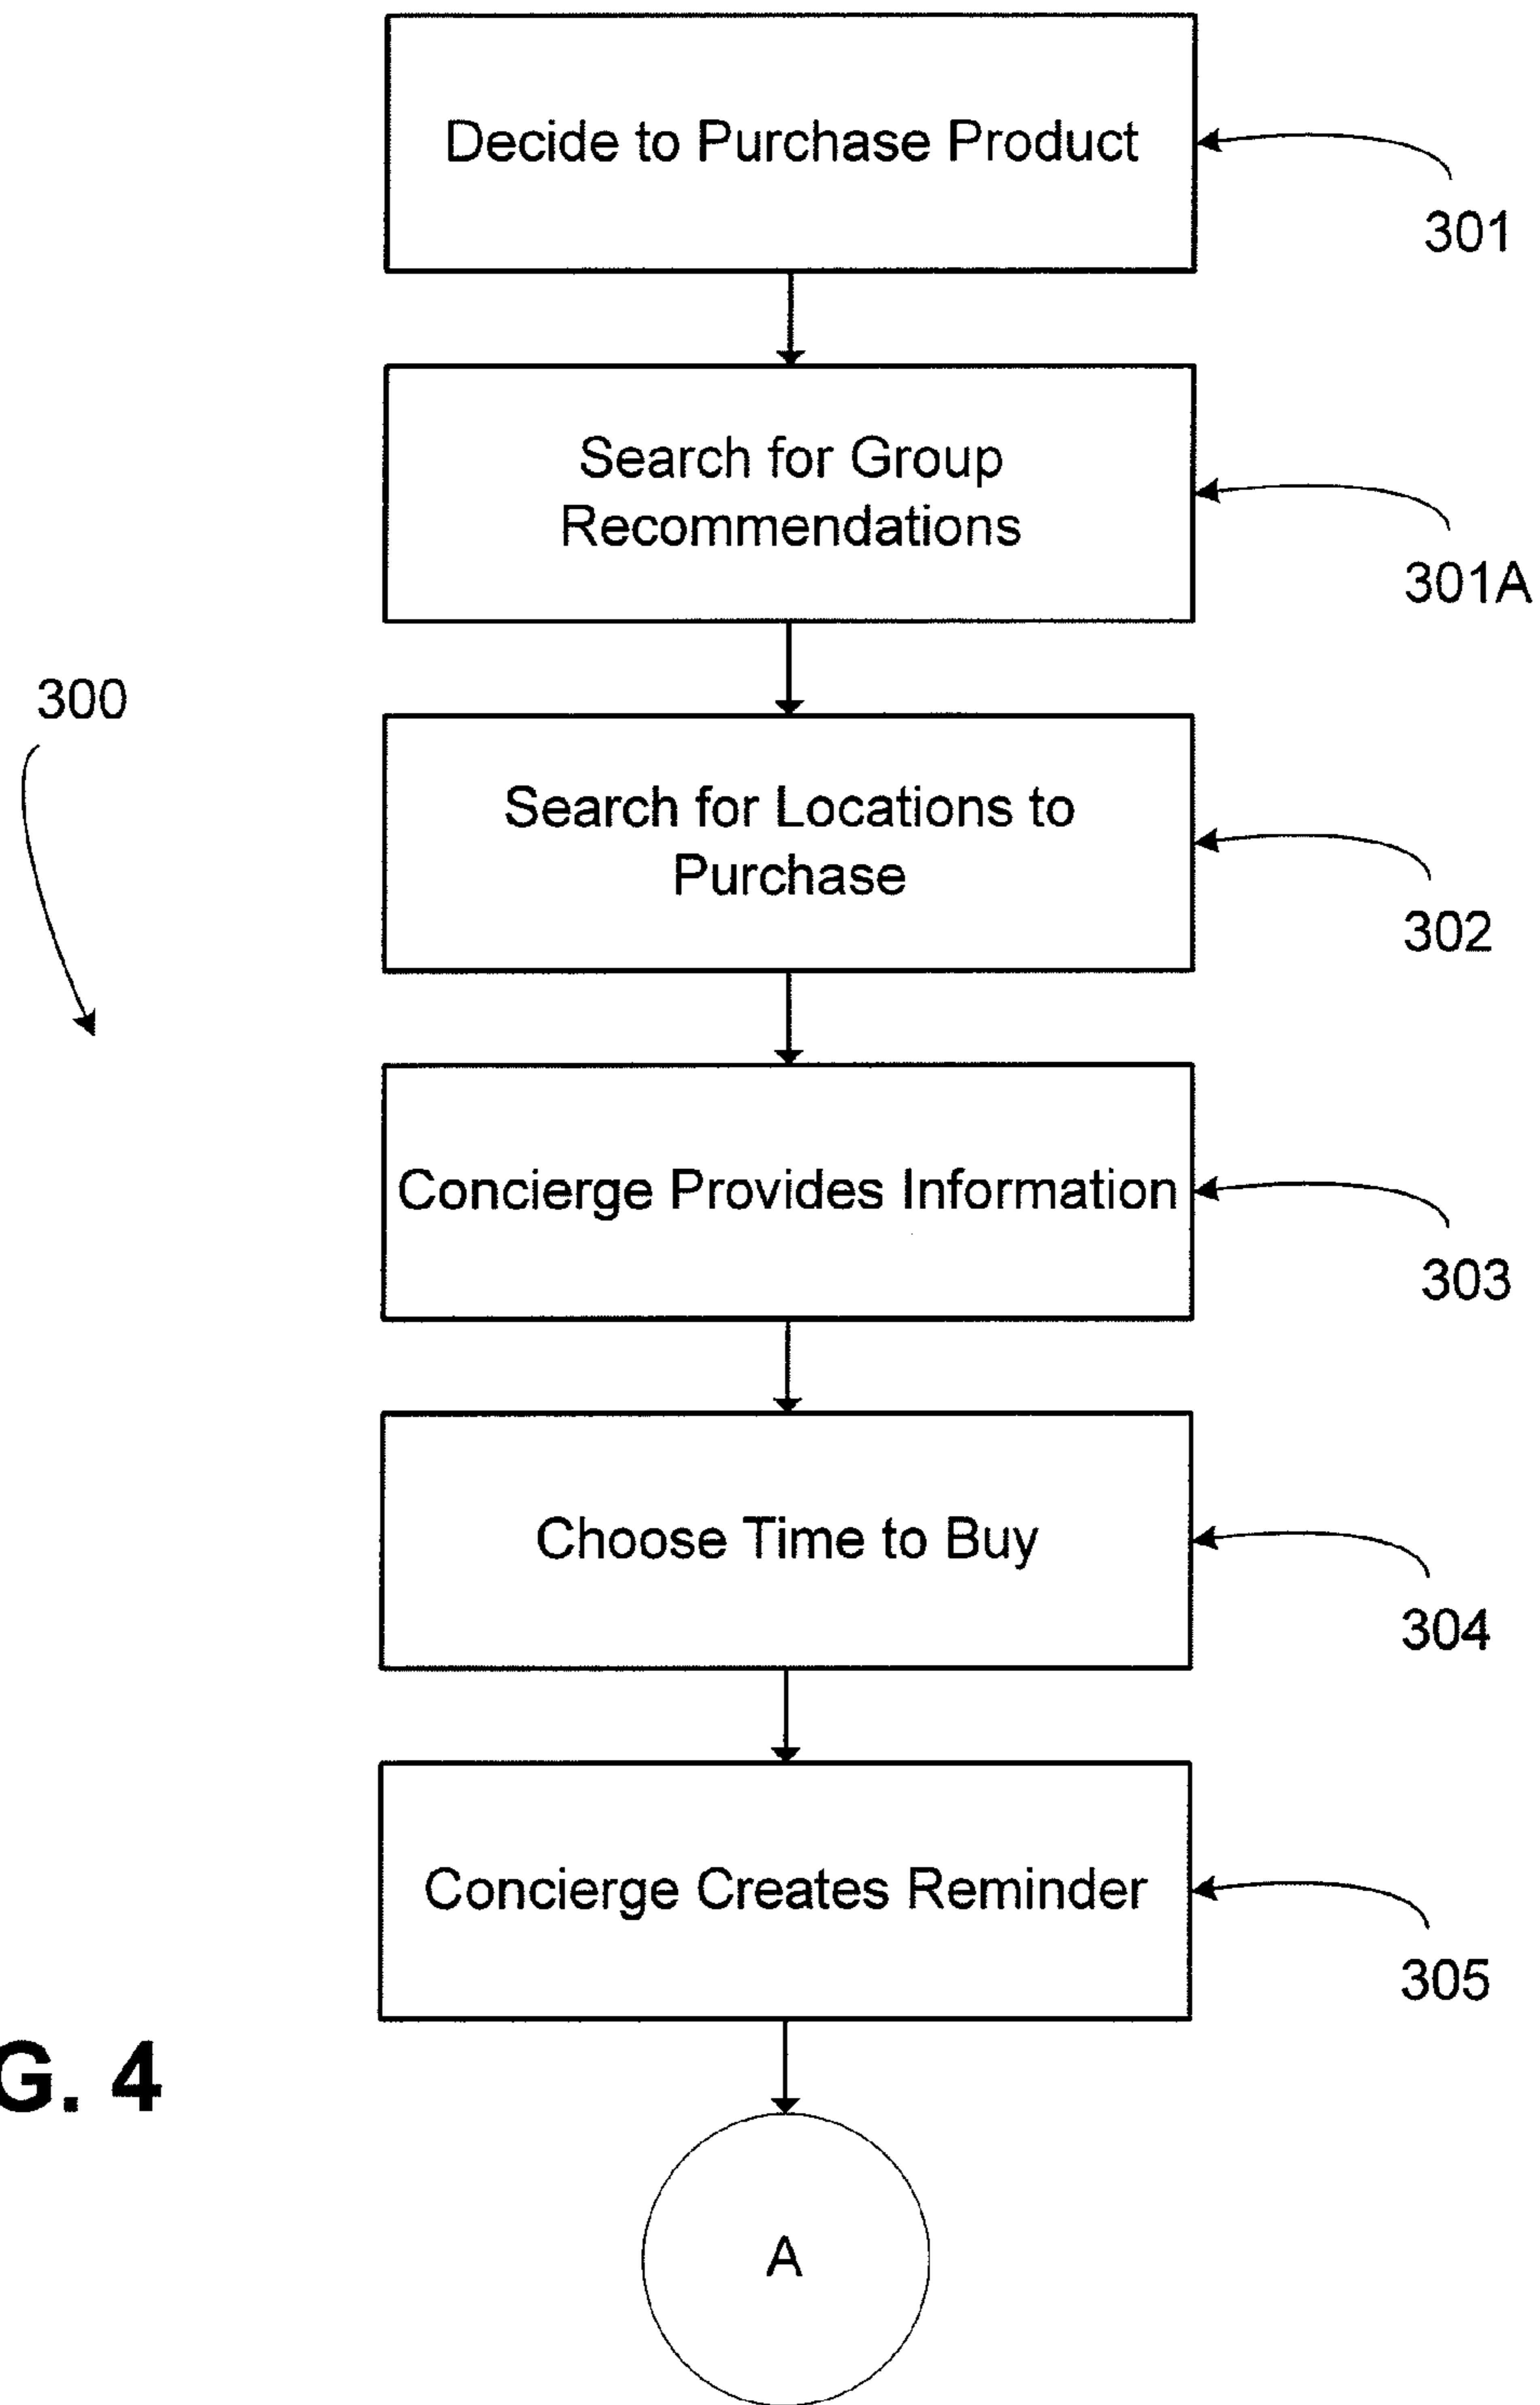 Decide to Purchase Product
301
Search for Group
Recommendations
301A
300
Search for Locations to
Purchase
302
Concierge Provides Information
303
Choose Time to Buy
304
Concierge Creates Reminder
305
G. 4
A